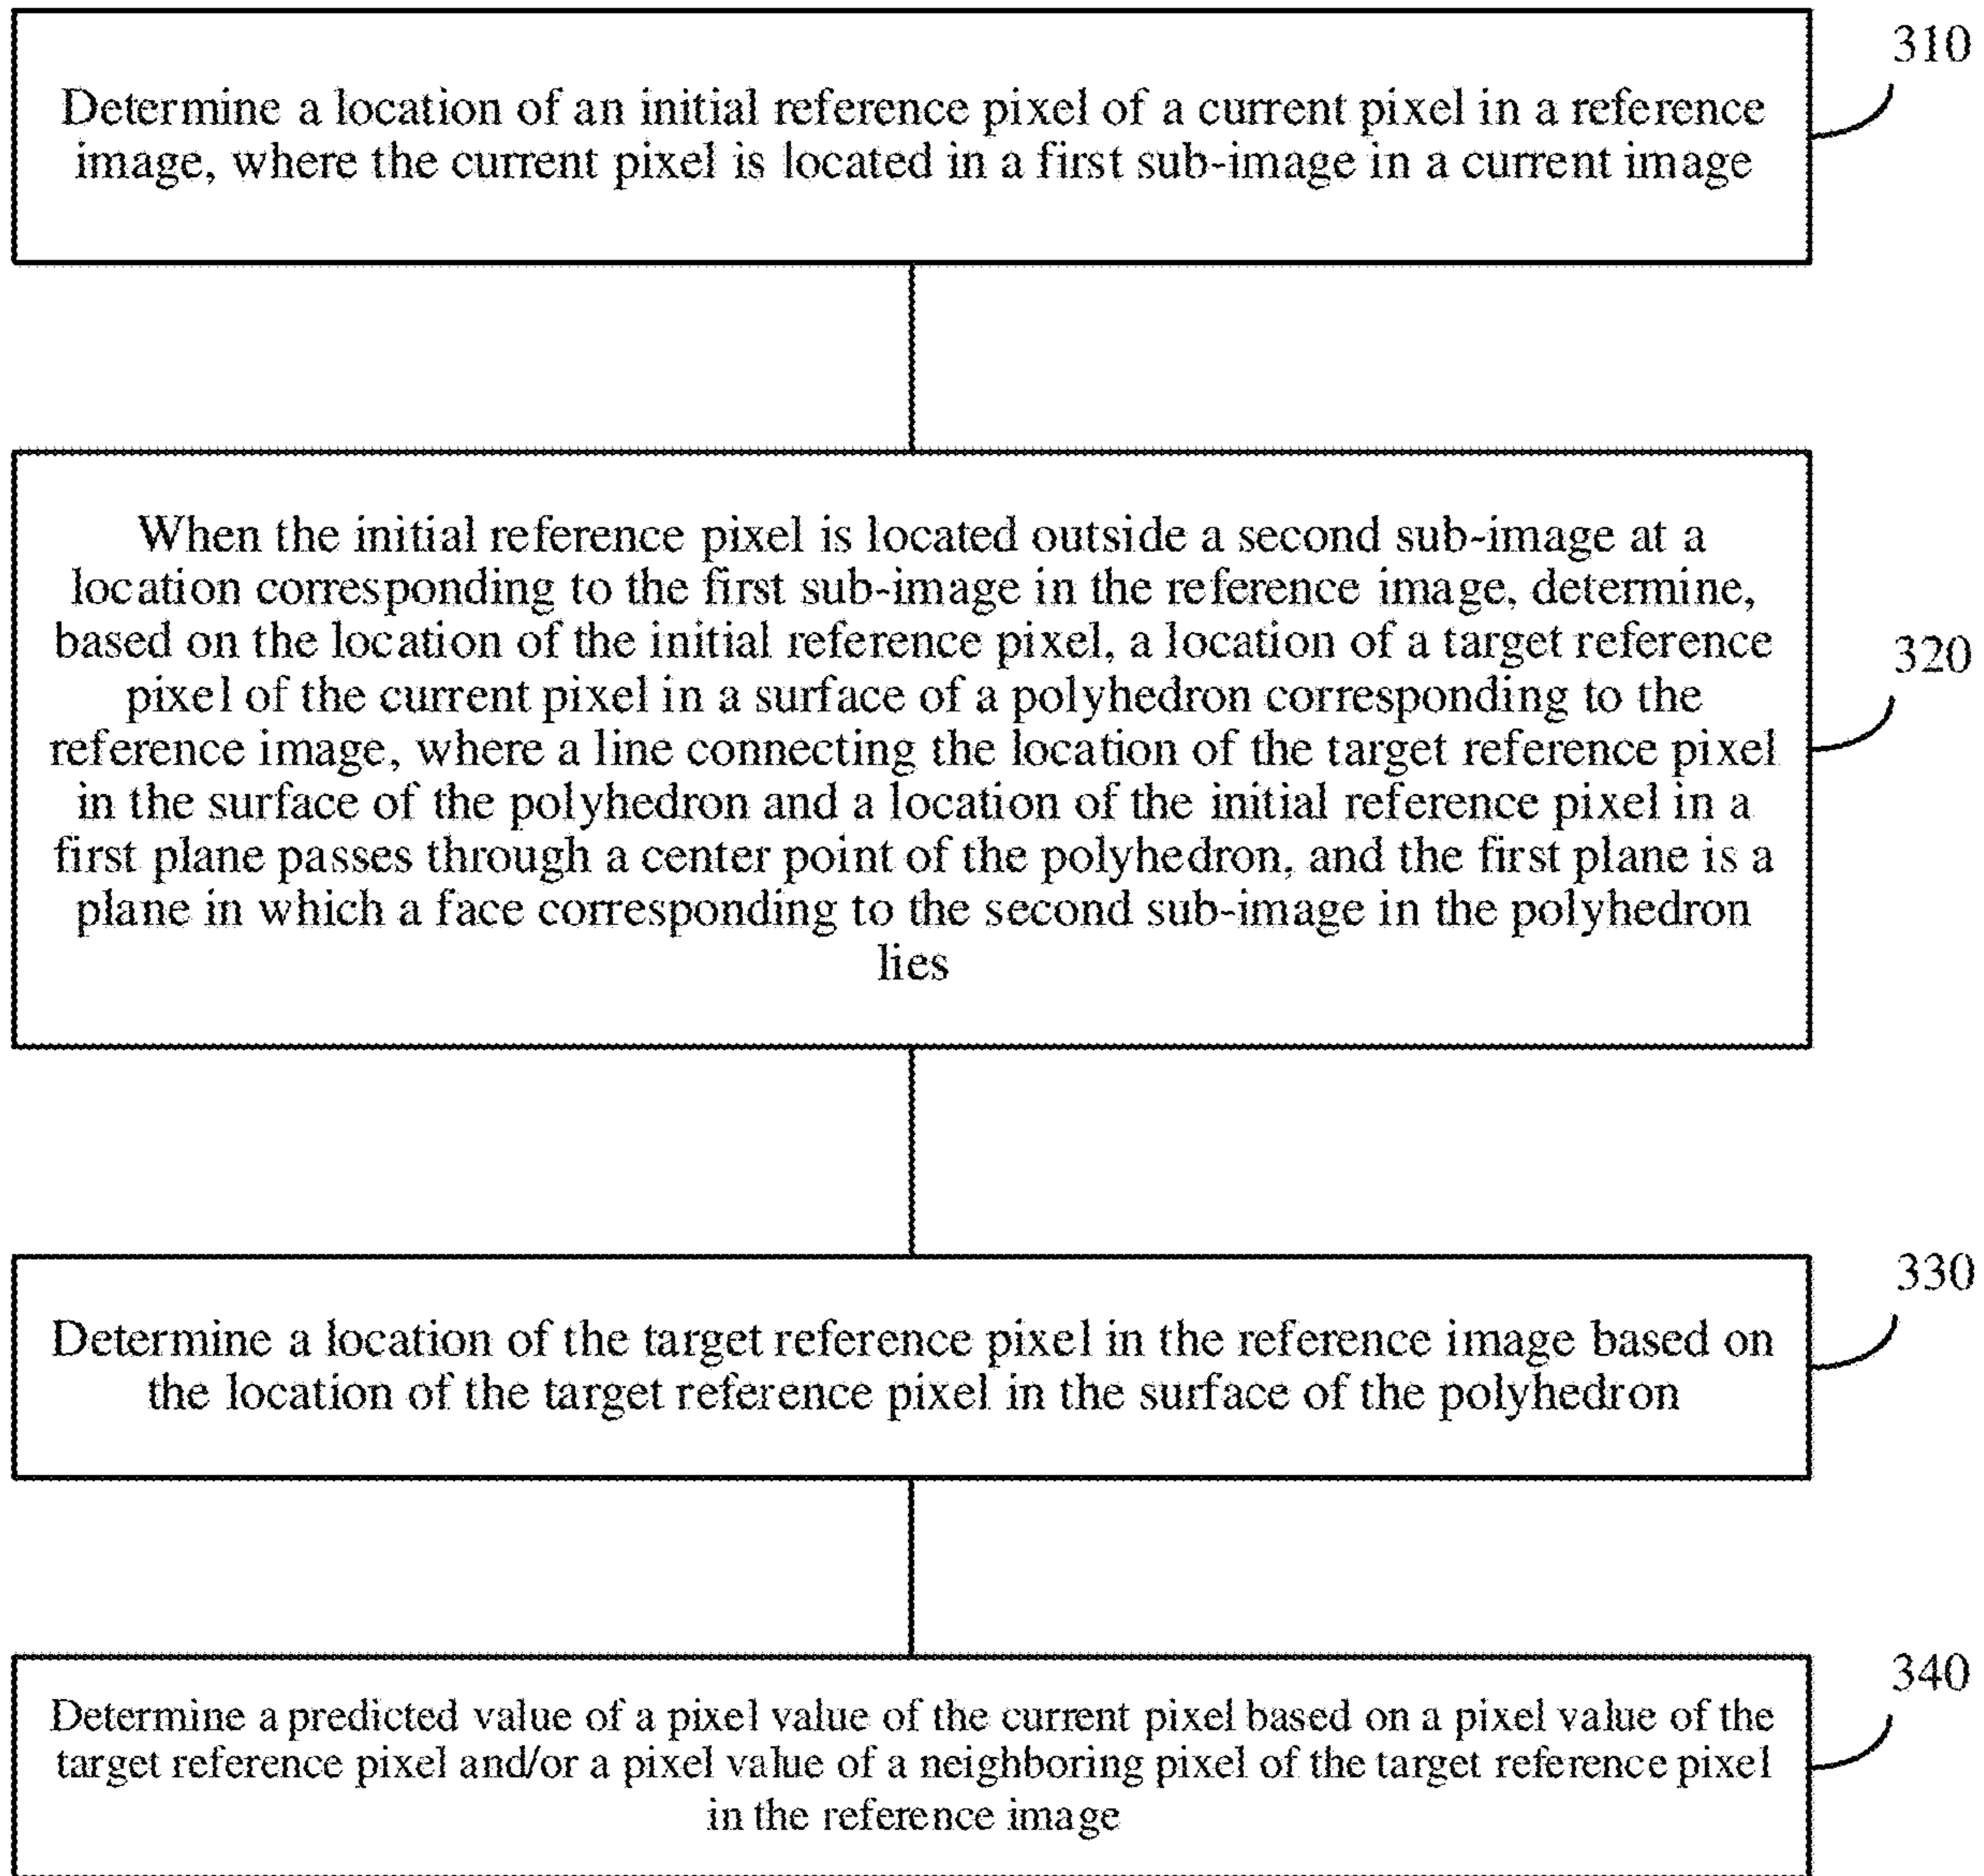 310
Determine a location of an initial reference pixel of a current pixel in a reference
image, where the current pixel is located in a first sub-image in a current image
When the initial reference pixel is located outside a second sub-image at a
location corresponding to the first sub-image in the reference image, determine,
based on the location of the initial reference pixel, a location of a target reference
pixel of the current pixel in a surface of a polyhedron corresponding to the
320
reference image, where a line connecting the location of the target reference pixel
in the surface of the polyhedron and a location of the initial reference pixel in a
first plane passes through a center point of the polyhedron, and the first plane is a
plane in which a face corresponding to the second sub-image in the polyhedron
lies
330
Determine a location of the target reference pixel in the reference image based on
the location of the target reference pixel in the surface of the polyhedron
340
Determine a predicted value of a pixel value of the current pixel based on a pixel value of the
target reference pixel and/or a pixel value of a neighboring pixel of the target reference pixel
in the reference image